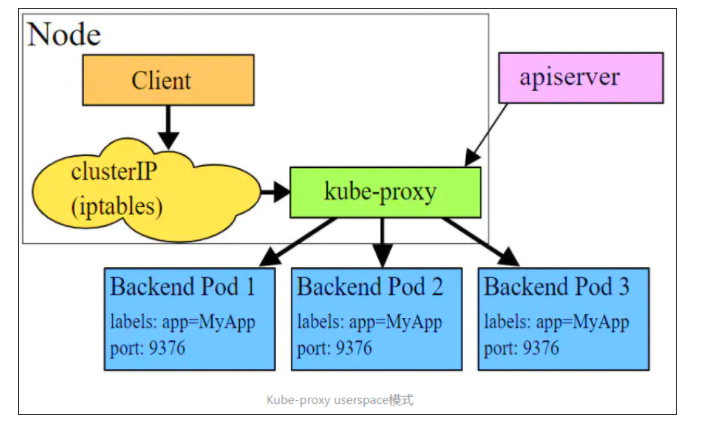 Node
Client
apiserver
clusterIP
(iptables)
kube-proxy
Backend Pod 1
labels: app=MyApp
port: 9376
Backend Pod 2
labels: app=MyApp
port: 9376
Backend Pod 3
labels: app=MyApp
port: 9376
Kube-proxy userspace模式